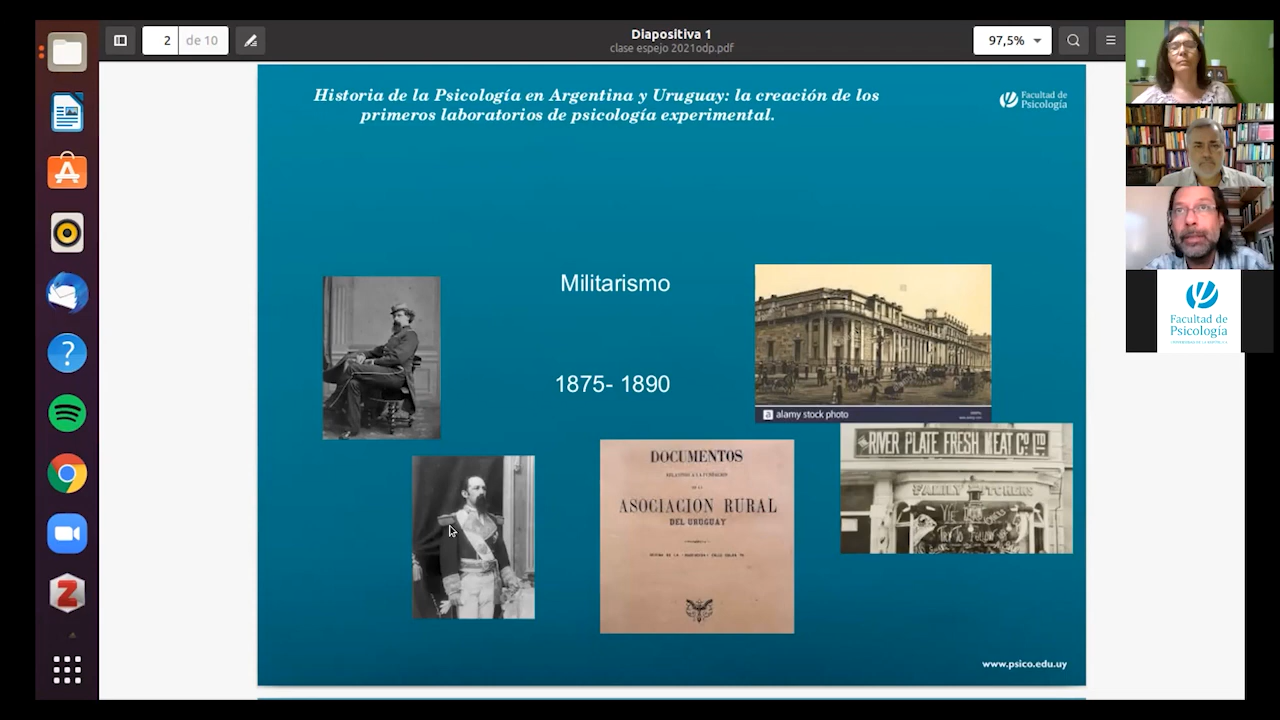 2
de 10
Diapositiva 1
clase espejo 2021odp.pdf
97,5%
Historia de la Psicología en Argentina y Uruguay: la creación de los
primeros laboratorios de psicología experimental.
Facultad de
Psicología
Militarismo
1875- 1890
a alamy stock photo
DOCUMENTOS
DE LA
ASOCIACION RURAL
DEL URUGUAY
RIVER PLATE FRESH MEAT Co LTD
FAMILY
www.psico.edu.uy
Facultad de
Psicología